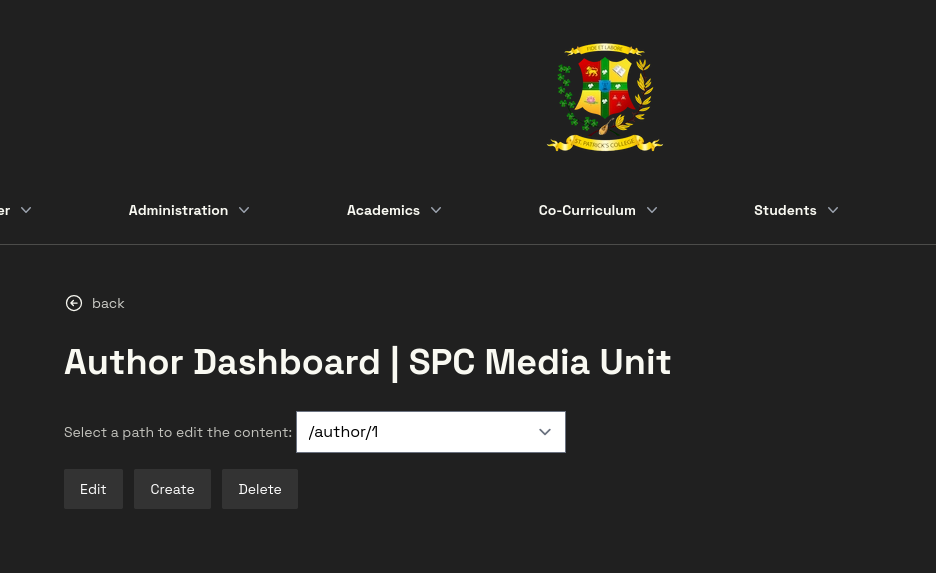 FIDE ET LABORE
ST. PATRICK'S COLLEGE
er
Administration
Academics
Co-Curriculum
Students
back
Author Dashboard | SPC Media Unit
Select a path to edit the content: /author/1
Edit Create Delete